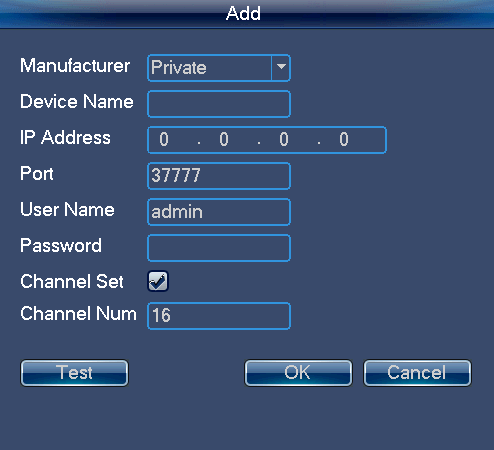 Add
Manufacturer Private
Device Name
IP Address 0 . 0 . 0 . 0
Port 37777
User Name admin
Password
Channel Set
Channel Num 16
Test OK Cancel